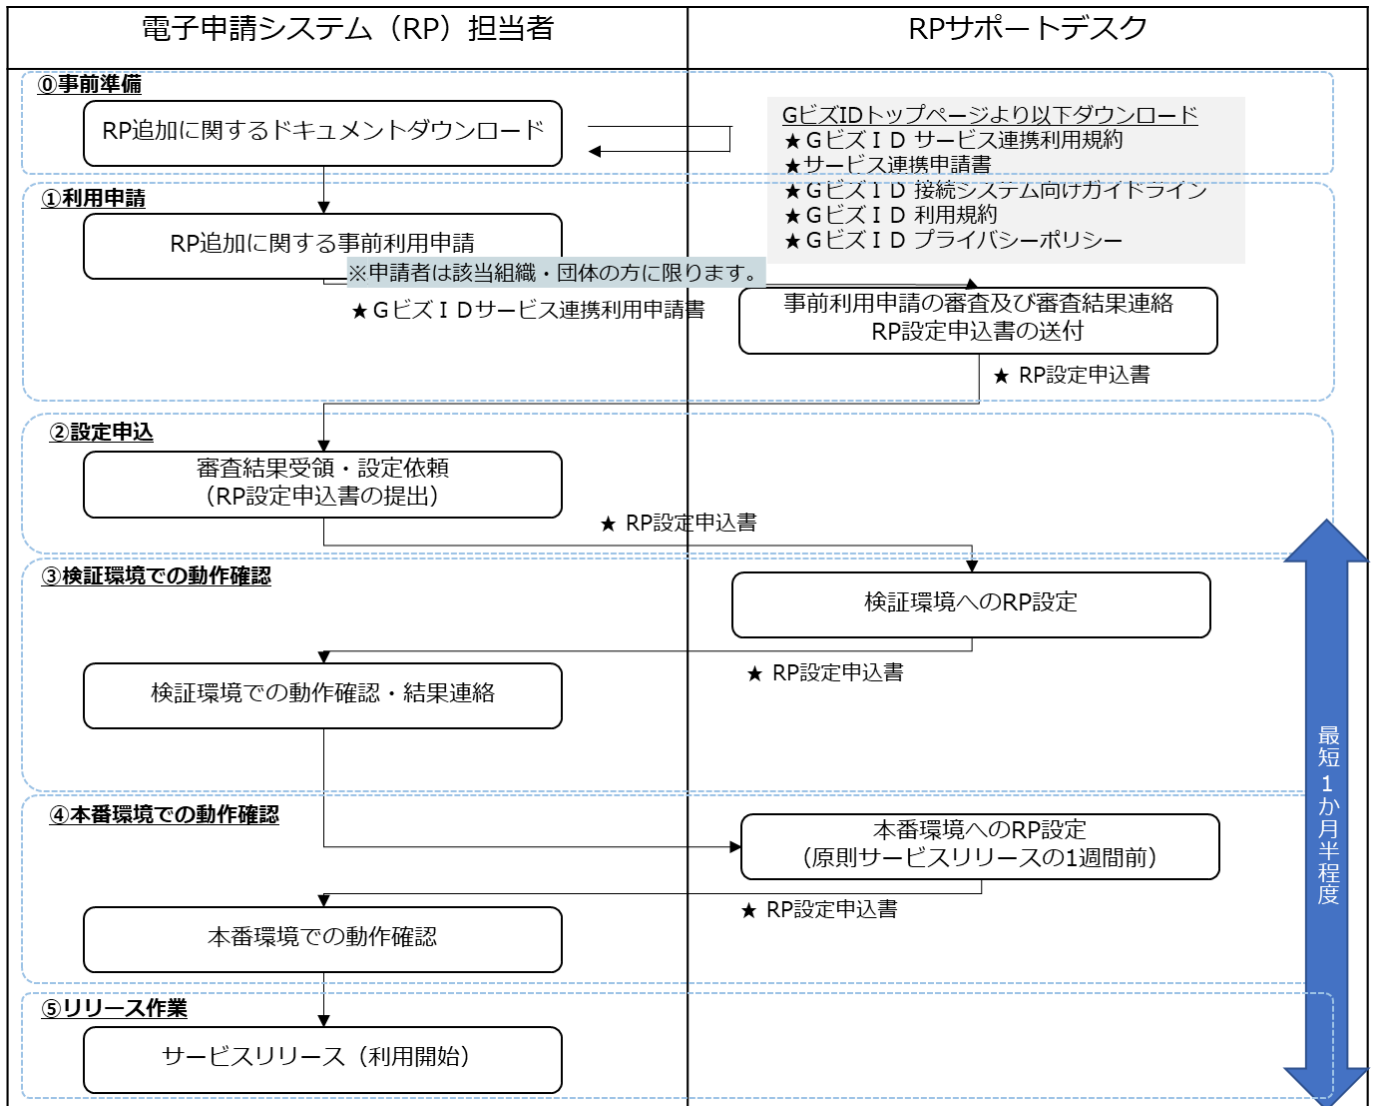 電子申請システム（RP）担当者
RPサポートデスク
⓪事前準備
RP追加に関するドキュメントダウンロード
GビズIDトップページより以下ダウンロード
★ＧビズＩＤ サービス連携利用規約
★サービス連携申請書
★ＧビズＩＤ 接続システム向けガイドライン
★ＧビズＩＤ 利用規約
★ＧビズＩＤ プライバシーポリシー
①利用申請
RP追加に関する事前利用申請
※申請者は該当組織・団体の方に限ります。
★ＧビズＩＤサービス連携利用申請書
事前利用申請の審査及び審査結果連絡
RP設定申込書の送付
★ RP設定申込書
②設定申込
審査結果受領・設定依頼
（RP設定申込書の提出）
★ RP設定申込書
③検証環境での動作確認
検証環境へのRP設定
★ RP設定申込書
検証環境での動作確認・結果連絡
④本番環境での動作確認
本番環境へのRP設定
（原則サービスリリースの1週間前）
★ RP設定申込書
本番環境での動作確認
⑤リリース作業
サービスリリース（利用開始）
最短１か月半程度